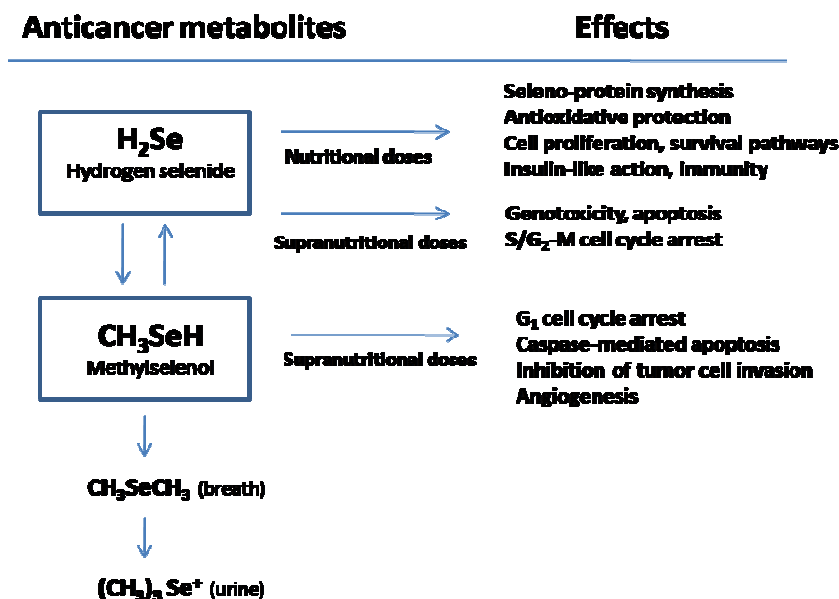 Anticancer metabolites Effects
H₂Se
Hydrogen selenide
Nutritional doses
Seleno-protein synthesis
Antioxidative protection
Cell proliferation, survival pathways
Insulin-like action, immunity
Supranutritional doses
Genotoxicity, apoptosis
S/G₂-M cell cycle arrest
CH₃SeH
Methylselenol
Supranutritional doses
G₁ cell cycle arrest
Caspase-mediated apoptosis
Inhibition of tumor cell invasion
Angiogenesis
CH₃SeCH₃ (breath)
(CH₃)₃ Se⁺ (urine)